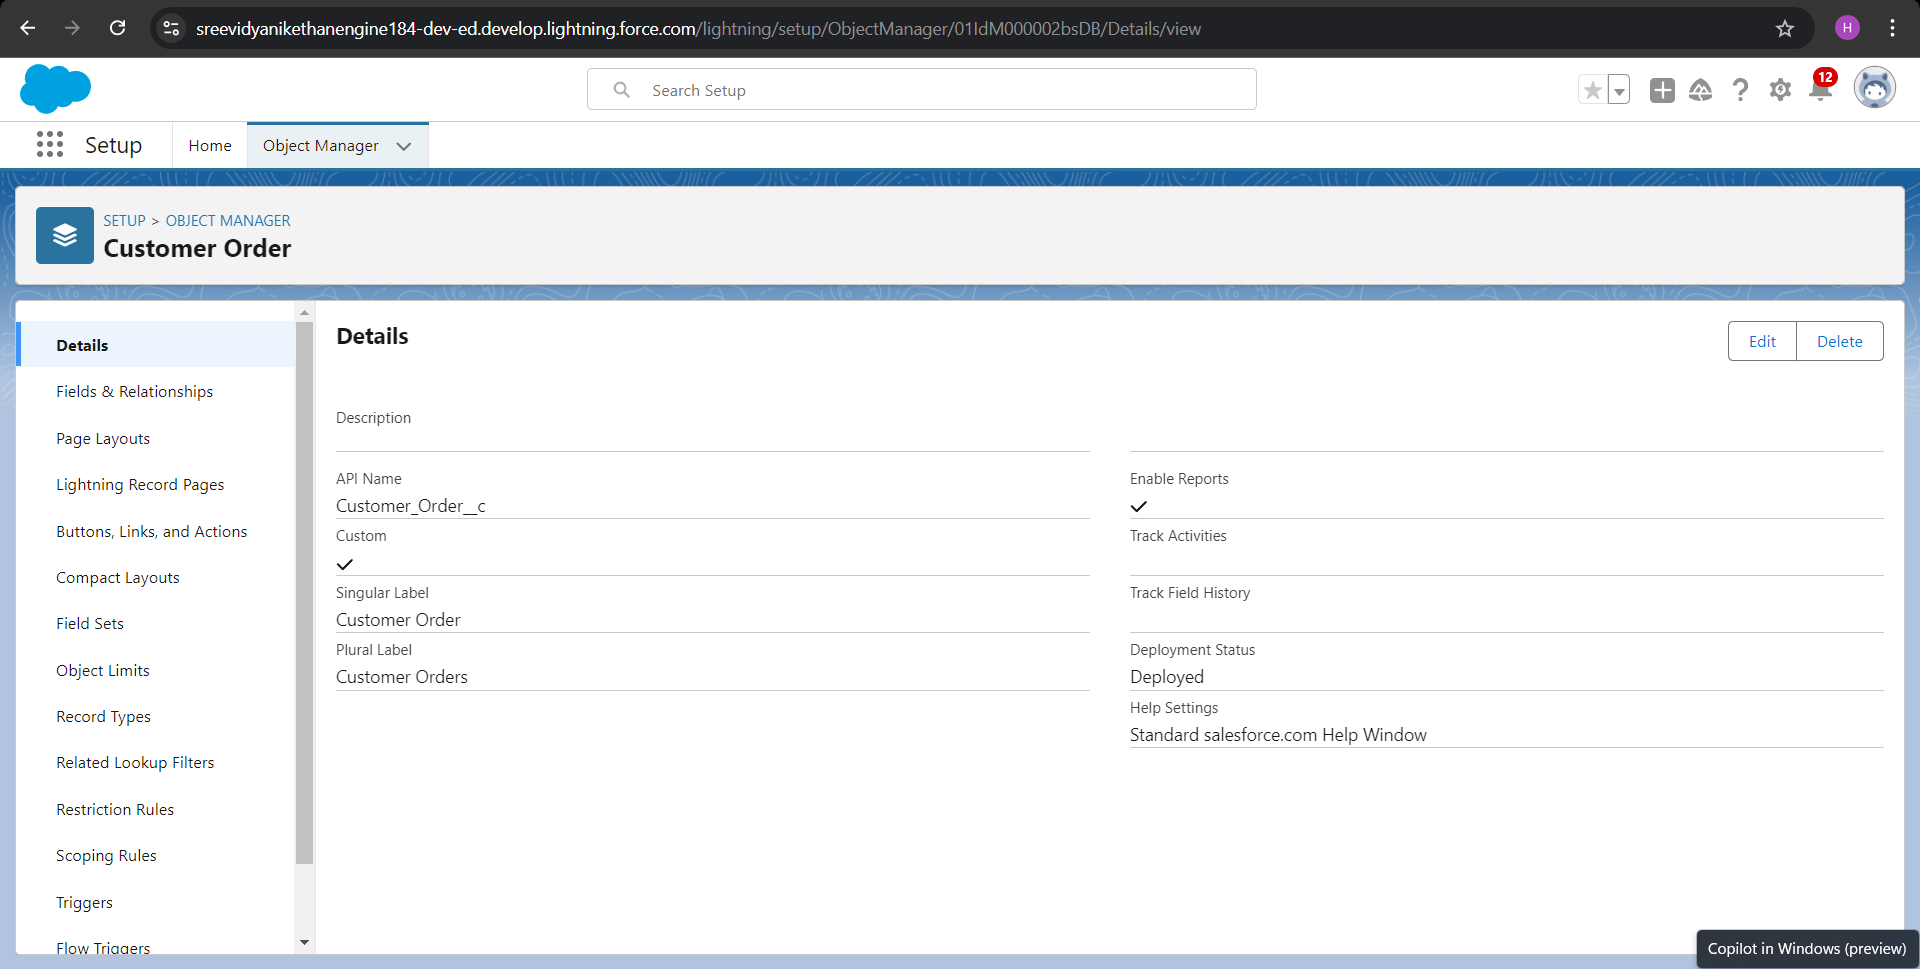 sreevidyanikethanengine184-dev-ed.develop.lightning.force.com/lightning/setup/ObjectManager/01IdM000002bsDB/Details/view
H
Search Setup
12
Setup
Home
Object Manager
SETUP > OBJECT MANAGER
Customer Order
Details
Fields & Relationships
Page Layouts
Lightning Record Pages
Buttons, Links, and Actions
Compact Layouts
Field Sets
Object Limits
Record Types
Related Lookup Filters
Restriction Rules
Scoping Rules
Triggers
Flow Triggers
Details
Edit
Delete
Description
API Name
Customer_Order__c
Custom
Singular Label
Customer Order
Plural Label
Customer Orders
Enable Reports
Track Activities
Track Field History
Deployment Status
Deployed
Help Settings
Standard salesforce.com Help Window
Copilot in Windows (preview)